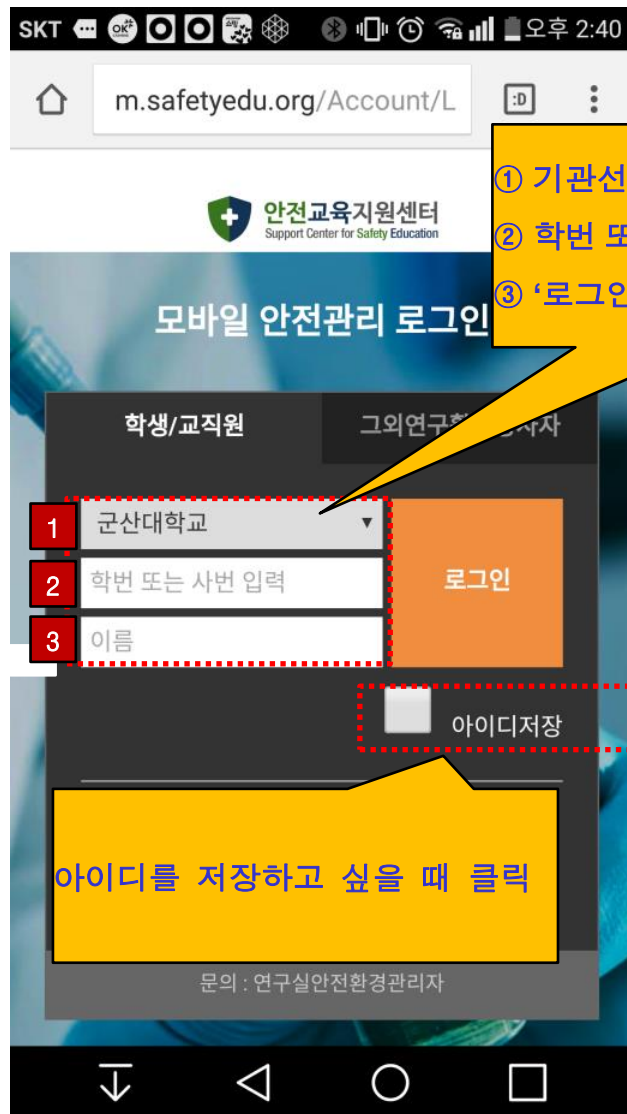 SKT 오후 2:40
m.safetyedu.org/Account/L :D
안전교육지원센터
Support Center for Safety Education
① 기관선
② 학번 또
③ ‘로그인
모바일 안전관리 로그인
학생/교직원
1 군산대학교
2 학번 또는 사번 입력
3 이름
로그인
아이디저장
아이디를 저장하고 싶을 때 클릭
문의 : 연구실안전환경관리자